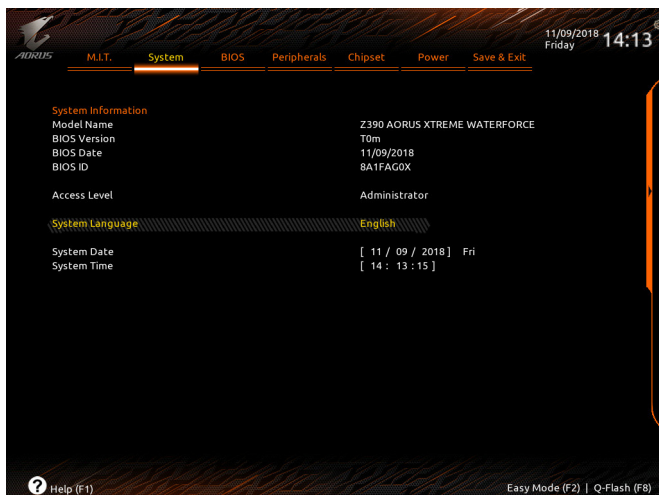 11/09/2018 14:13
Friday
AORUS
M.I.T. System BIOS Peripherals Chipset Power Save & Exit
System Information
Model Name Z390 AORUS XTREME WATERFORCE
BIOS Version T0m
BIOS Date 11/09/2018
BIOS ID 8A1FAG0X
Access Level Administrator
System Language English
System Date [ 11 / 09 / 2018 ] Fri
System Time [ 14 : 13 : 15 ]
? Help (F1) Easy Mode (F2) | Q-Flash (F8)